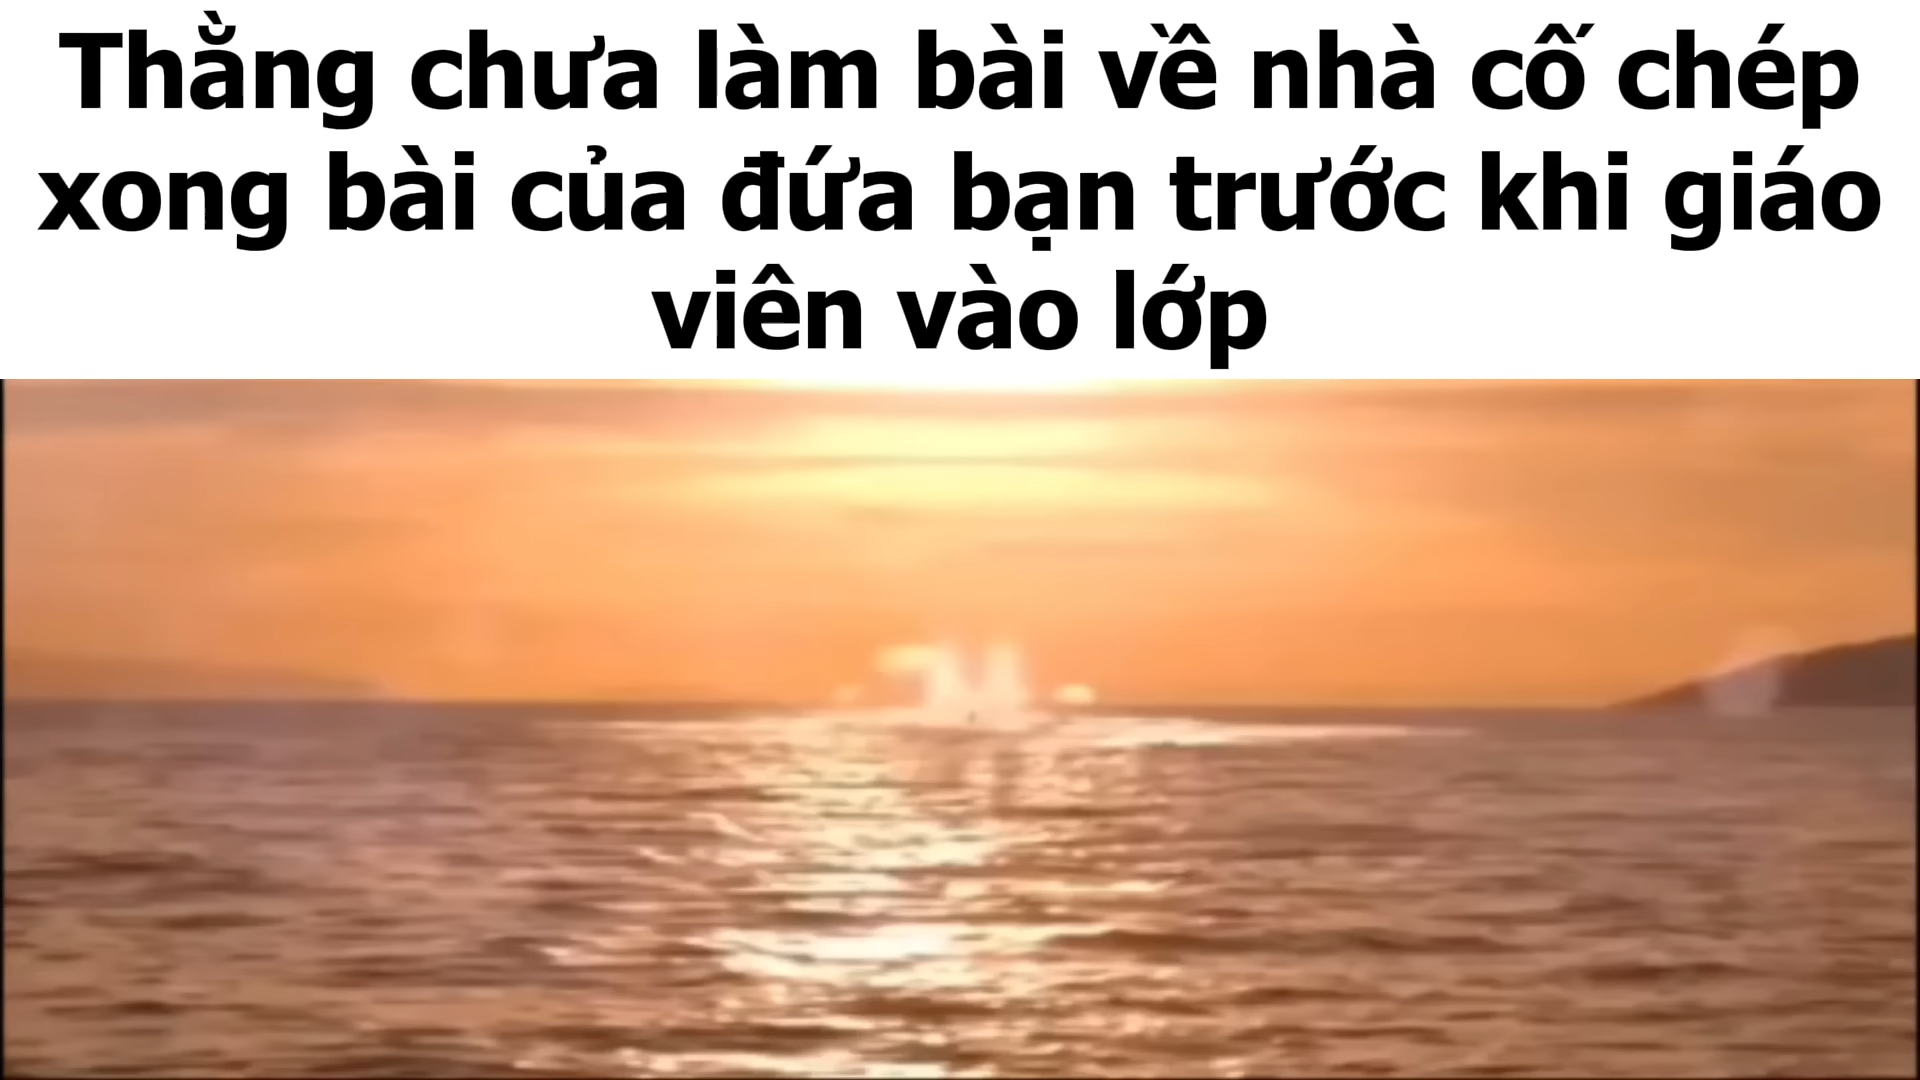 Thằng chưa làm bài về nhà cố chép
xong bài của đứa bạn trước khi giáo
viên vào lớp